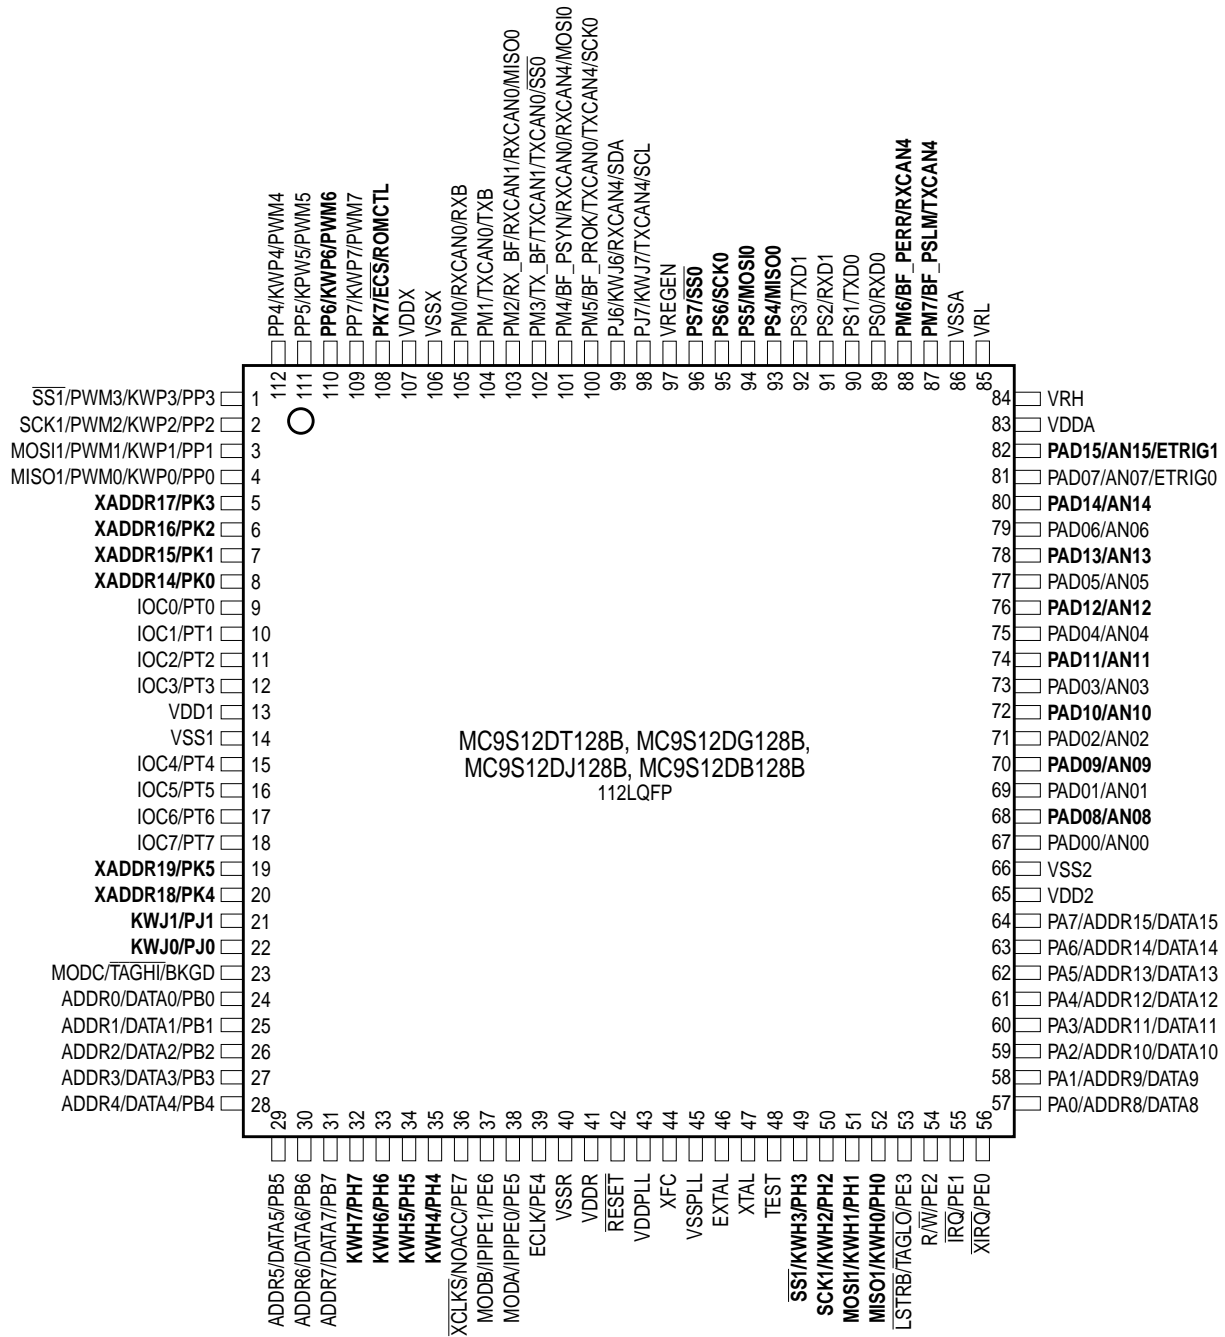 PP4/KWP4/PWM4
PP5/KPW5/PWM5
PP6/KWP6/PWM6
PP7/KWP7/PWM7
PK7/ECS/ROMCTL
VDDX
VSSX
PM0/RXCAN0/RXB
PM1/TXCAN0/TXB
PM2/RX_BF/RXCAN1/RXCAN0/MISO0
PM3/TX_BF/TXCAN1/TXCAN0/SS0
PM4/BF_PSYN/RXCAN0/RXCAN4/MOSI0
PM5/BF_PROK/TXCAN0/TXCAN4/SCK0
PJ6/KWJ6/RXCAN4/SDA
PJ7/KWJ7/TXCAN4/SCL
VREGEN
PS7/SS0
PS6/SCK0
PS5/MOSI0
PS4/MISO0
PS3/TXD1
PS2/RXD1
PS1/TXD0
PS0/RXD0
PM6/BF_PERR/RXCAN4
PM7/BF_PSLM/TXCAN4
VSSA
VRL
112
111
110
109
108
107
106
105
104
103
102
101
100
99
98
97
96
95
94
93
92
91
90
89
88
87
86
85
SS1/PWM3/KWP3/PP3 1
SCK1/PWM2/KWP2/PP2 2
MOSI1/PWM1/KWP1/PP1 3
MISO1/PWM0/KWP0/PP0 4
XADDR17/PK3 5
XADDR16/PK2 6
XADDR15/PK1 7
XADDR14/PK0 8
IOC0/PT0 9
IOC1/PT1 10
IOC2/PT2 11
IOC3/PT3 12
VDD1 13
VSS1 14
IOC4/PT4 15
IOC5/PT5 16
IOC6/PT6 17
IOC7/PT7 18
XADDR19/PK5 19
XADDR18/PK4 20
KWJ1/PJ1 21
KWJ0/PJ0 22
MODC/TAGHI/BKGD 23
ADDR0/DATA0/PB0 24
ADDR1/DATA1/PB1 25
ADDR2/DATA2/PB2 26
ADDR3/DATA3/PB3 27
ADDR4/DATA4/PB4 28
MC9S12DT128B, MC9S12DG128B,
MC9S12DJ128B, MC9S12DB128B
112LQFP
84 VRH
83 VDDA
82 PAD15/AN15/ETRIG1
81 PAD07/AN07/ETRIG0
80 PAD14/AN14
79 PAD06/AN06
78 PAD13/AN13
77 PAD05/AN05
76 PAD12/AN12
75 PAD04/AN04
74 PAD11/AN11
73 PAD03/AN03
72 PAD10/AN10
71 PAD02/AN02
70 PAD09/AN09
69 PAD01/AN01
68 PAD08/AN08
67 PAD00/AN00
66 VSS2
65 VDD2
64 PA7/ADDR15/DATA15
63 PA6/ADDR14/DATA14
62 PA5/ADDR13/DATA13
61 PA4/ADDR12/DATA12
60 PA3/ADDR11/DATA11
59 PA2/ADDR10/DATA10
58 PA1/ADDR9/DATA9
57 PA0/ADDR8/DATA8
29
30
31
32
33
34
35
36
37
38
39
40
41
42
43
44
45
46
47
48
49
50
51
52
53
54
55
56
ADDR5/DATA5/PB5
ADDR6/DATA6/PB6
ADDR7/DATA7/PB7
KWH7/PH7
KWH6/PH6
KWH5/PH5
KWH4/PH4
XCLKS/NOACC/PE7
MODB/IPIPE1/PE6
MODA/IPIPE0/PE5
ECLK/PE4
VSSR
VDDR
RESET
VDDPLL
XFC
VSSPLL
EXTAL
XTAL
TEST
SS1/KWH3/PH3
SCK1/KWH2/PH2
MOSI1/KWH1/PH1
MISO1/KWH0/PH0
LSTRB/TAGLO/PE3
R/W/PE2
IRQ/PE1
XIRQ/PE0